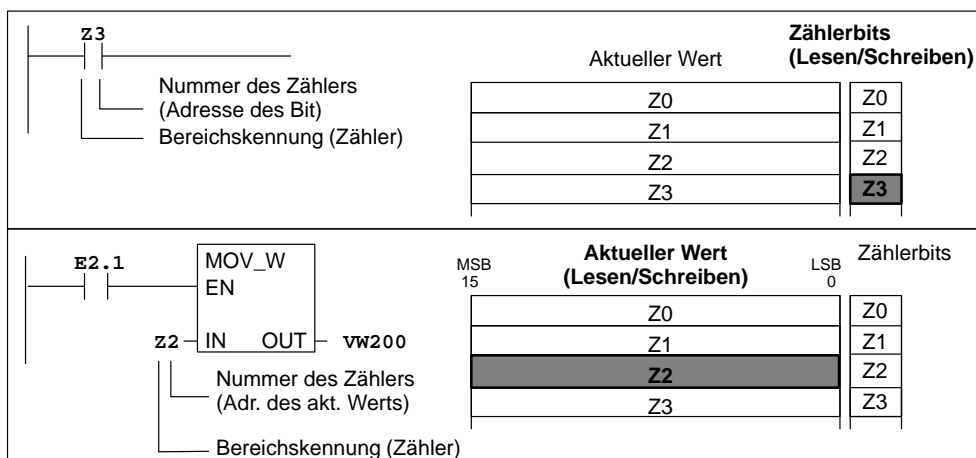 Z3
Nummer des Zählers
(Adresse des Bit)
Bereichskennung (Zähler)
Aktueller Wert
Zählerbits
(Lesen/Schreiben)
Z0
Z0
Z1
Z1
Z2
Z2
Z3
Z3
E2.1
MOV_W
EN
Z2
IN
OUT
VW200
Nummer des Zählers
(Adr. des akt. Werts)
Bereichskennung (Zähler)
MSB
15
Aktueller Wert
(Lesen/Schreiben)
LSB
0
Zählerbits
Z0
Z0
Z1
Z1
Z2
Z2
Z3
Z3